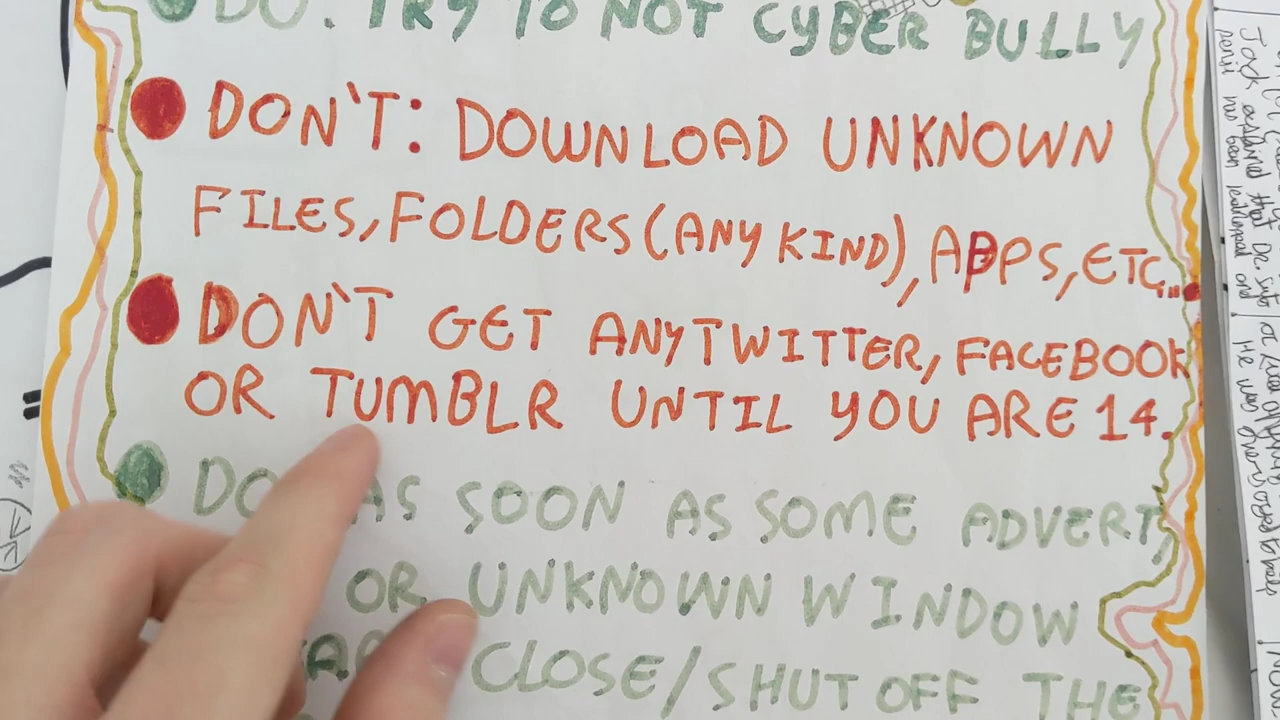 DO: TRY TO NOT CYBER BULLY
DON'T: DOWNLOAD UNKNOWN
FILES, FOLDERS (ANY KIND), APPS, ETC...
DON'T GET ANY TWITTER, FACEBOOK
OR TUMBLR UNTIL YOU ARE 14.
DO AS SOON AS SOME ADVERT,
OR UNKNOWN WINDOW
CLOSE/SHUT OFF THE